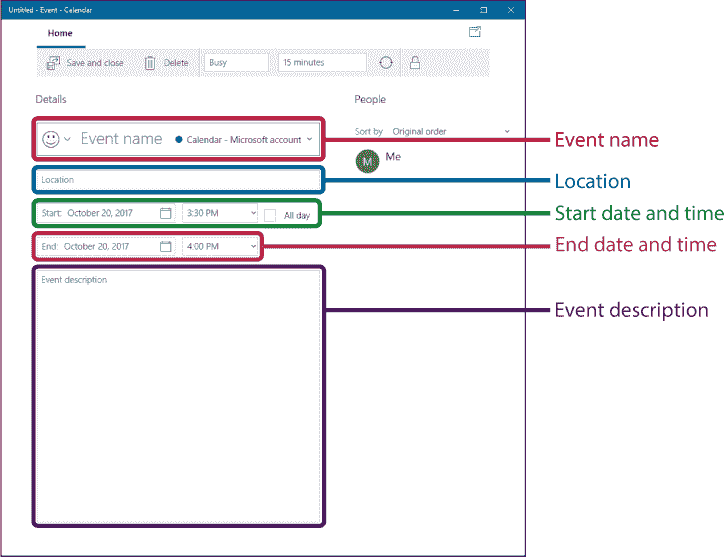 Untitled - Event - Calendar
Home
Save and close Delete Busy 15 minutes
Details People
Event name Calendar - Microsoft account Sort by Original order Event name
M Me
Location Location
Start: October 20, 2017 3:30 PM All day Start date and time
End: October 20, 2017 4:00 PM End date and time
Event description Event description